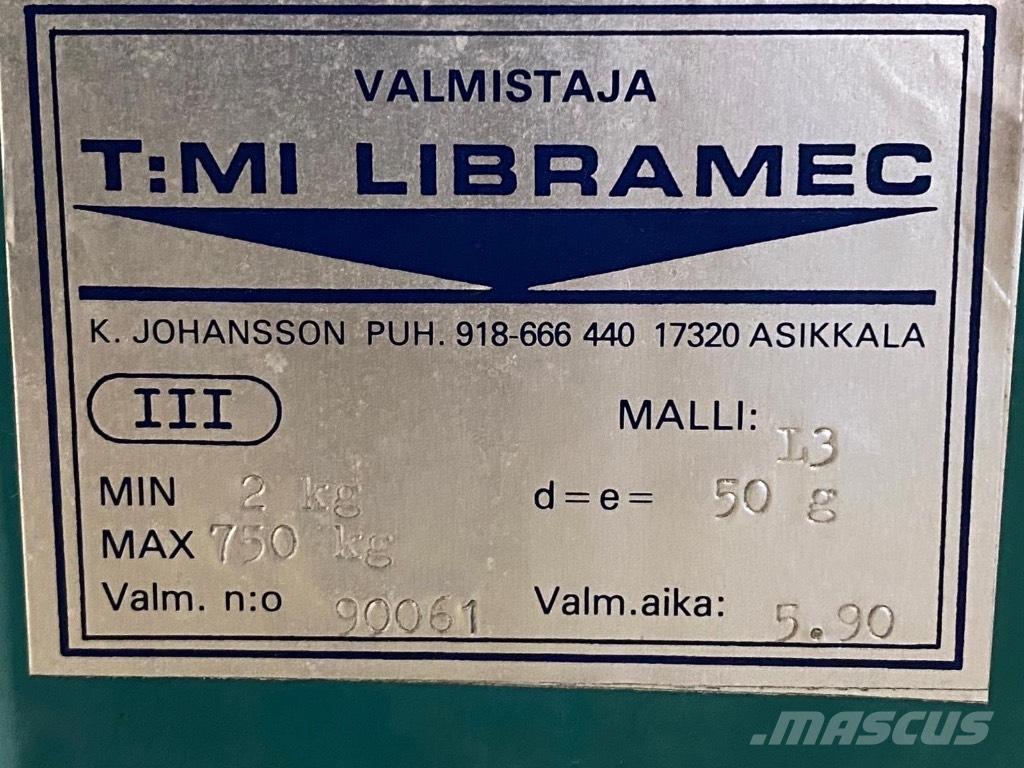 VALMISTAJA
T:MI LIBRAMEC
K. JOHANSSON PUH. 918-666 440 17320 ASIKKALA
III MALLI: L3
MIN 2 kg d=e= 50 g
MAX 750 kg
Valm. n:o 90061 Valm.aika: 5.90
.MASCUS